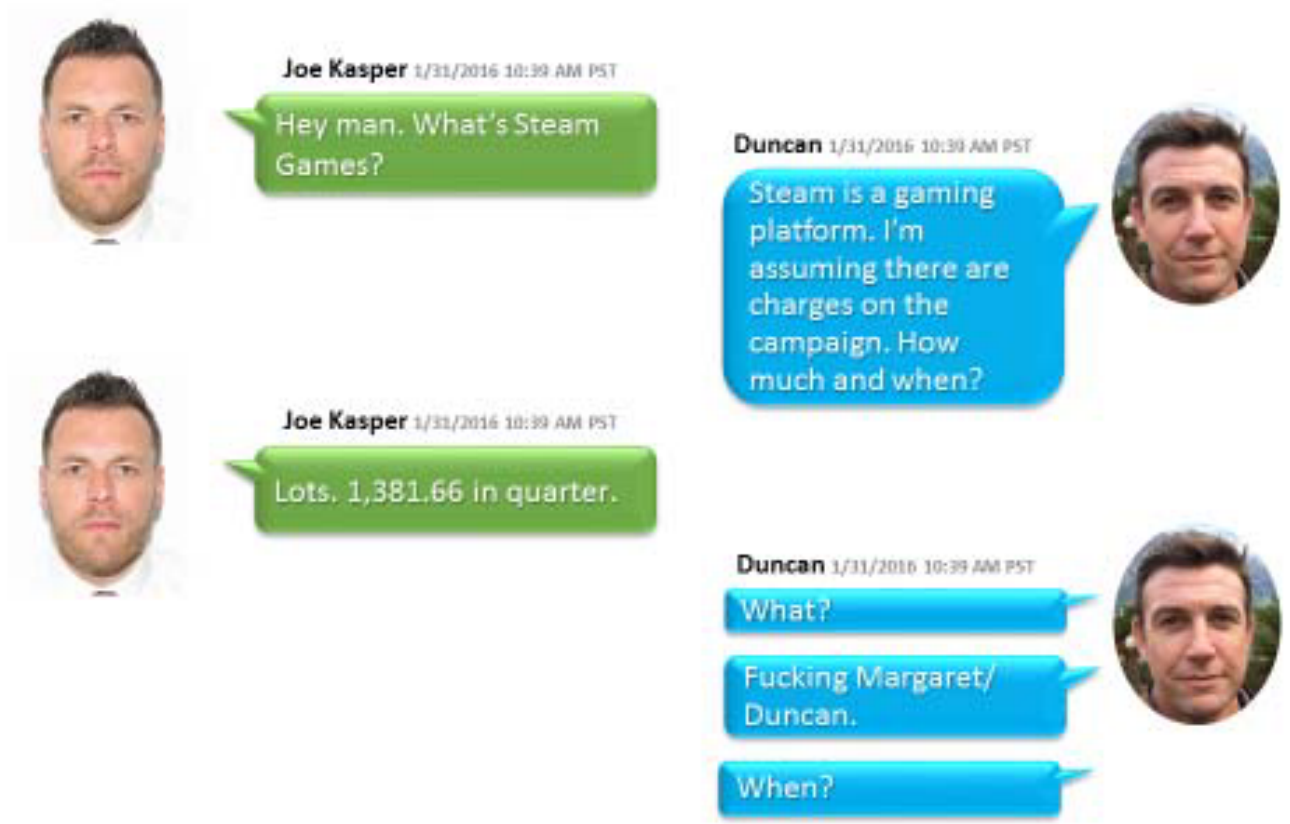 Joe Kasper 1/31/2016 10:39 AM PST
Hey man. What's Steam
Games?
Duncan 1/31/2016 10:39 AM PST
Steam is a gaming
platform. I'm
assuming there are
charges on the
campaign. How
much and when?
Joe Kasper 1/31/2016 10:39 AM PST
Lots. 1,381.66 in quarter.
Duncan 1/31/2016 10:39 AM PST
What?
Fucking Margaret/
Duncan.
When?